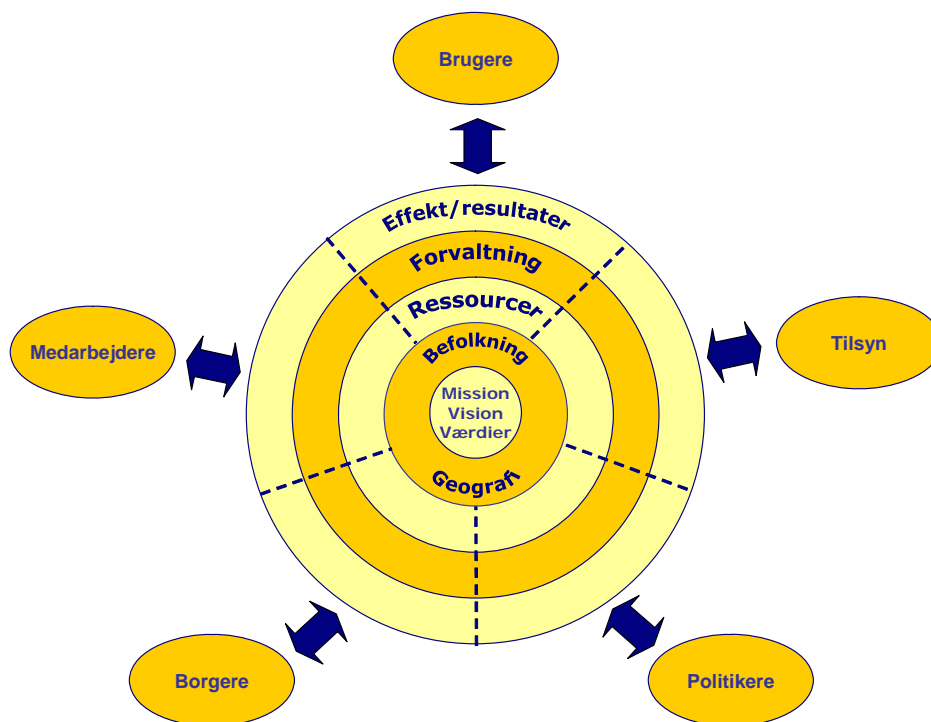 Brugere
Effekt/resultater
Forvaltning
Ressourcer
Befolkning
Medarbejdere
Tilsyn
Mission
Vision
Værdier
Geografi
Borgere
Politikere